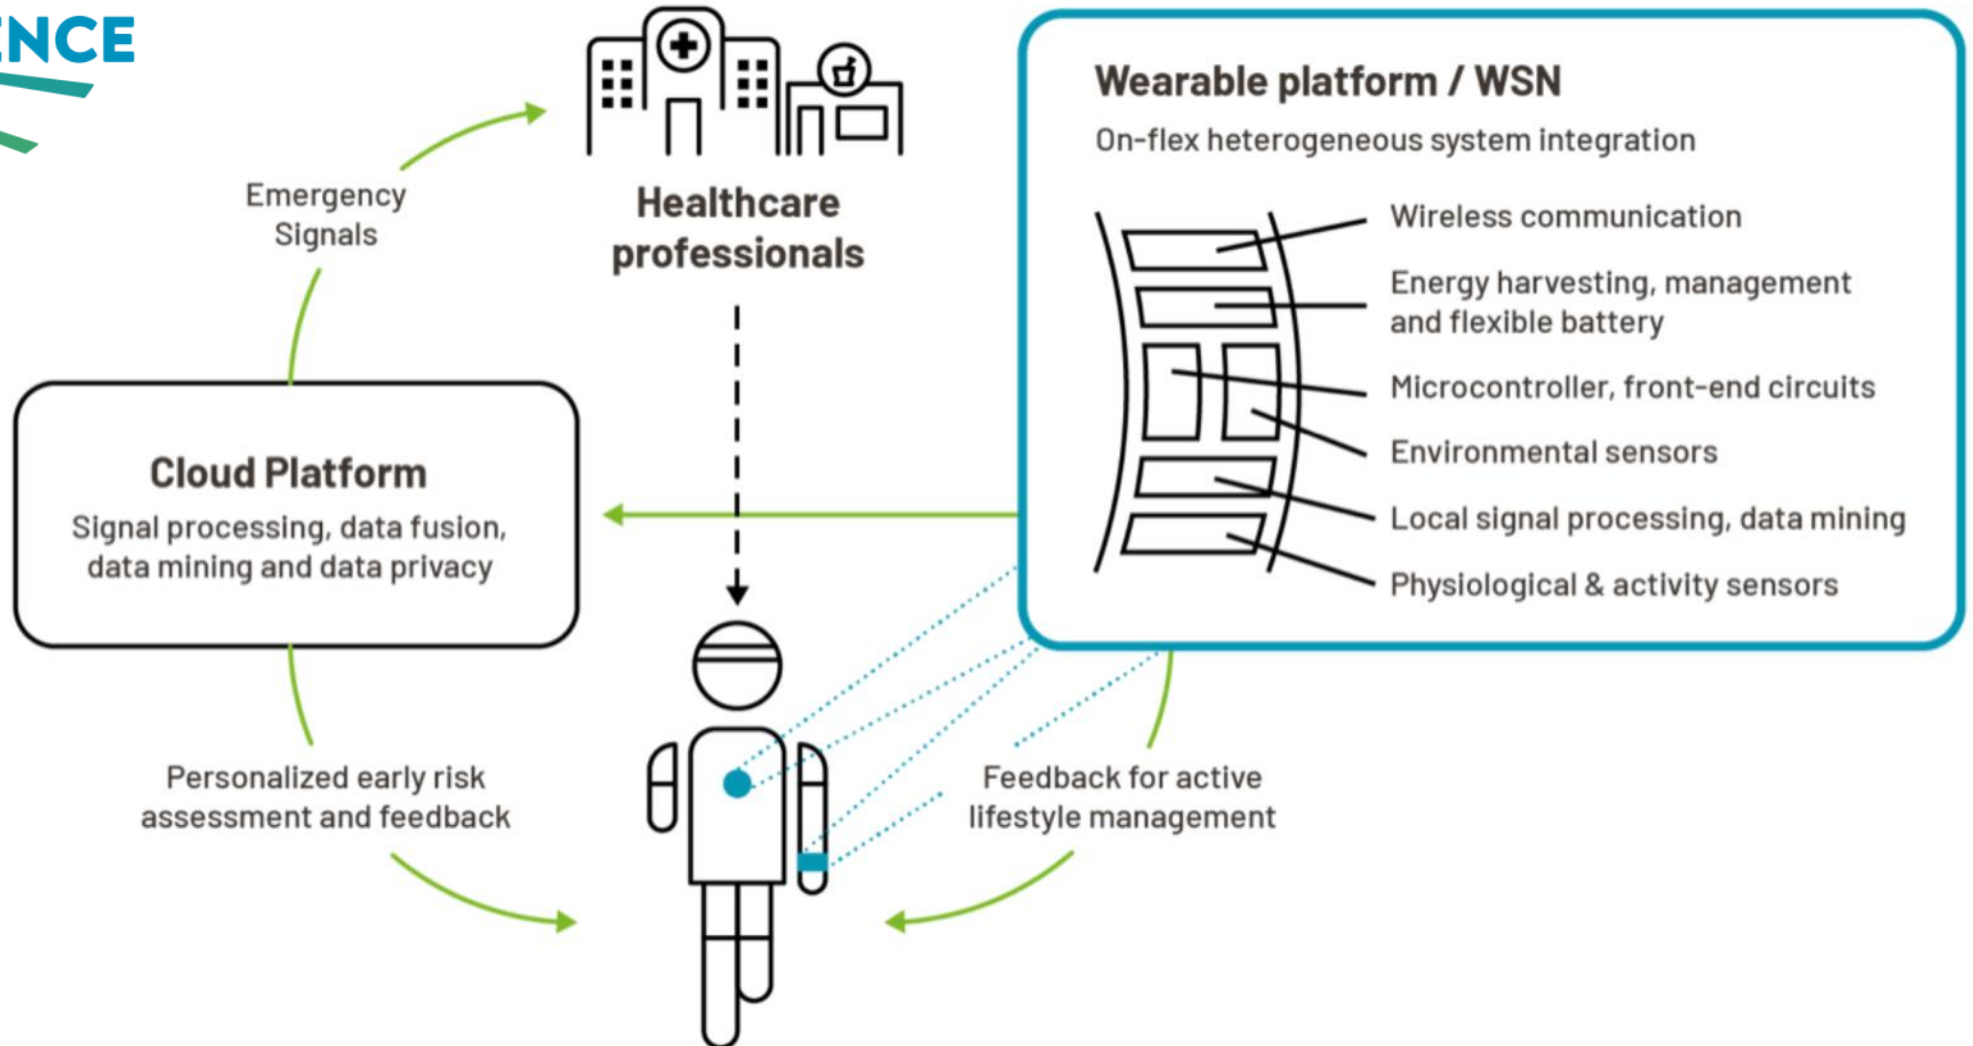 ENCE
Emergency
Signals
Healthcare
professionals
Wearable platform / WSN
On-flex heterogeneous system integration
Wireless communication
Energy harvesting, management
and flexible battery
Microcontroller, front-end circuits
Environmental sensors
Local signal processing, data mining
Physiological & activity sensors
Cloud Platform
Signal processing, data fusion,
data mining and data privacy
Personalized early risk
assessment and feedback
Feedback for active
lifestyle management